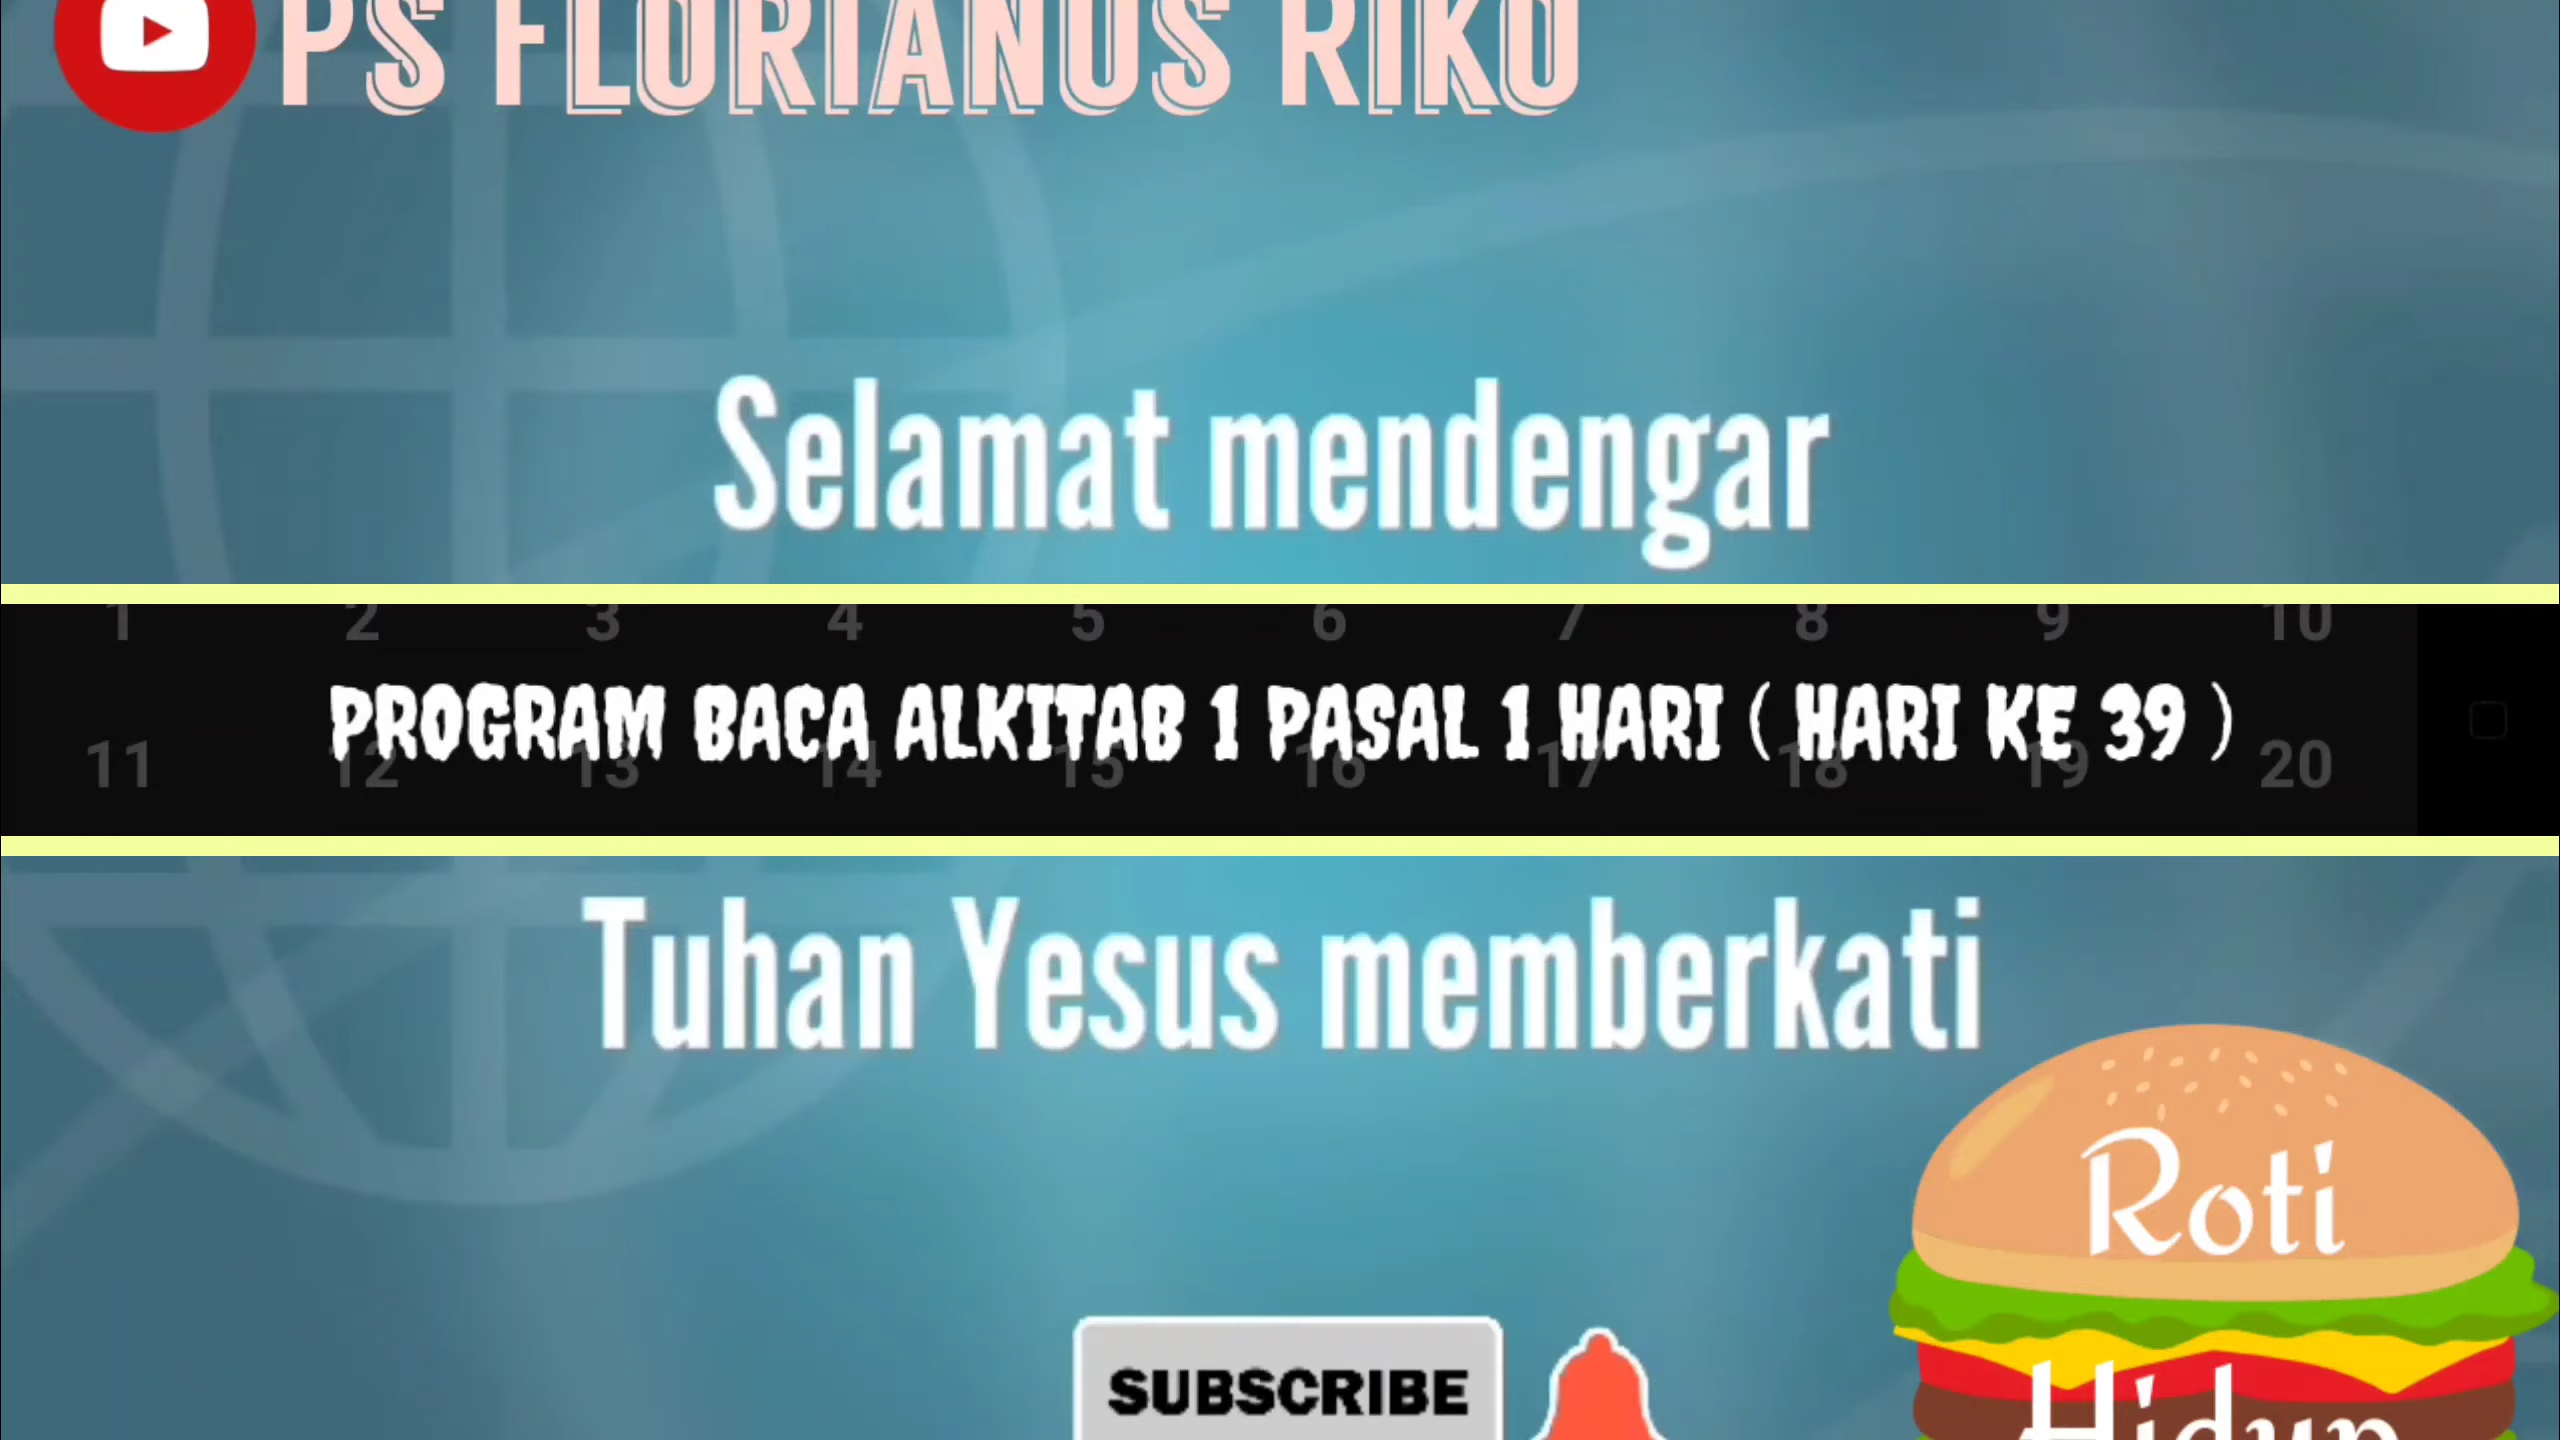 PS FLORIANUS RIKO
Selamat mendengar
1 2 3 4 5 6 7 8 9 10
PROGRAM BACA ALKITAB 1 PASAL 1 HARI ( HARI KE 39 )
11 12 13 14 15 16 17 18 19 20
Tuhan Yesus memberkati
Roti
Hidup
SUBSCRIBE